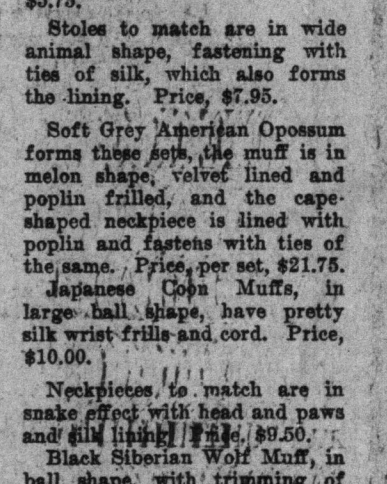 $5.75.
Stoles to match are in wide
animal shape, fastening with
ties of silk, which also forms
the lining. Price, $7.95.
Soft Grey American Opossum
forms these sets, the muff is in
melon shape, velvet lined and
poplin frilled, and the cape-
shaped neckpiece is lined with
poplin and fastens with ties of
the same. Price, per set, $21.75.
Japanese Coon Muffs, in
large ball shape, have pretty
silk wrist frills and cord. Price,
$10.00.
Neckpieces to match are in
snake effect with head and paws
and silk lining. Price, $9.50.
Black Siberian Wolf Muff, in
ball shape with trimming of